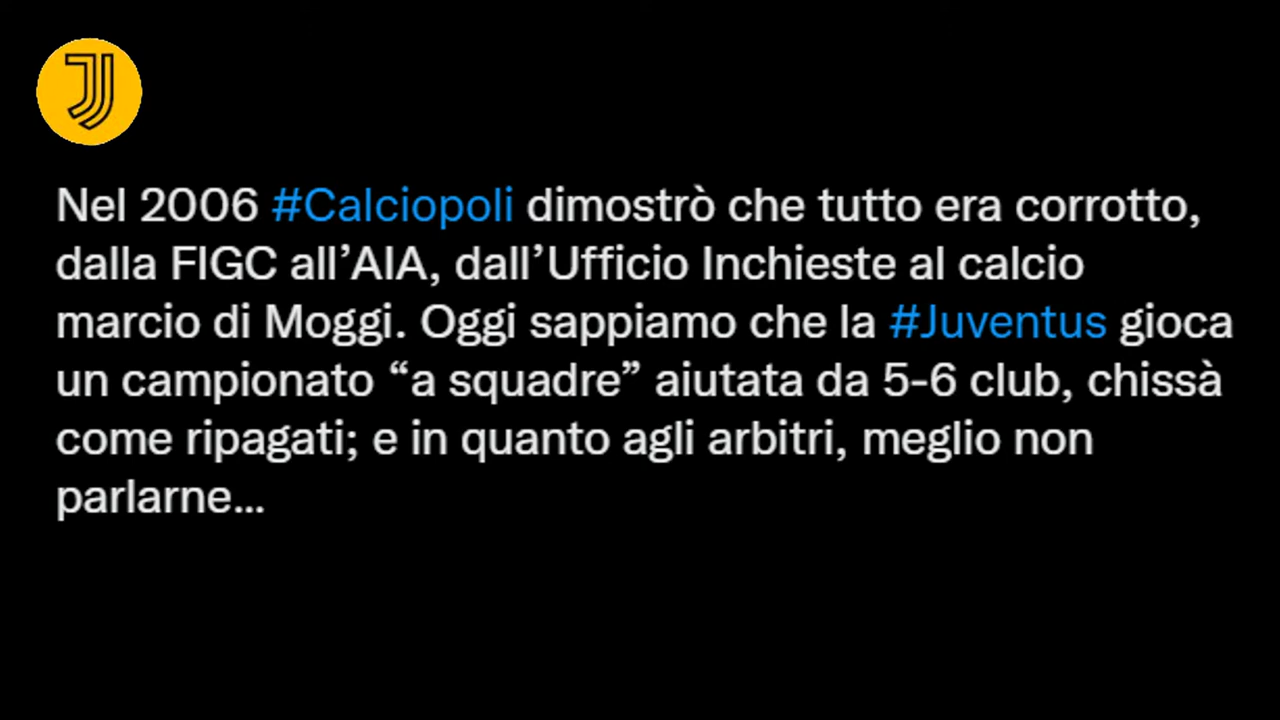 Nel 2006 #Calciopoli dimostrò che tutto era corrotto,
dalla FIGC all’AIA, dall’Ufficio Inchieste al calcio
marcio di Moggi. Oggi sappiamo che la #Juventus gioca
un campionato “a squadre” aiutata da 5-6 club, chissà
come ripagati; e in quanto agli arbitri, meglio non
parlarne…